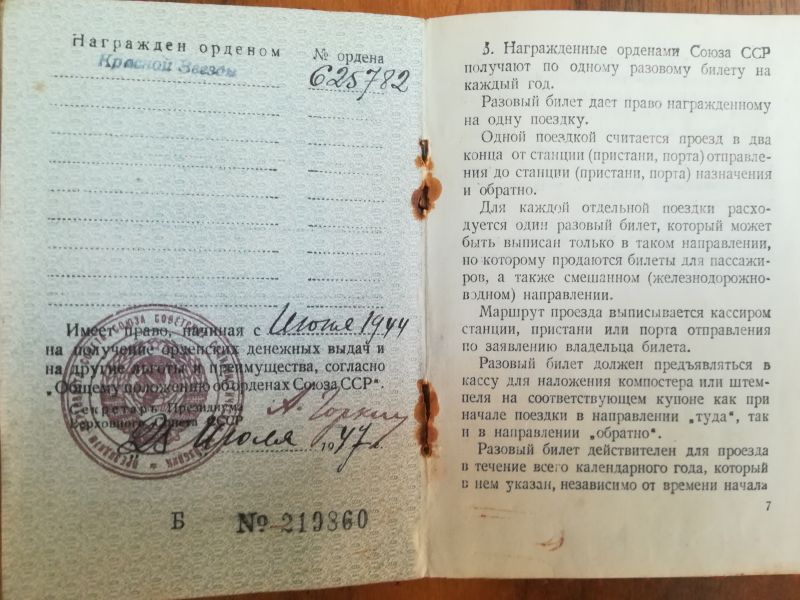 Награжден орденом
№ ордена
Красной Звезды
625782
Имеет право, начиная с Июня 1944
на получение орденских денежных выдач и
на другие льготы и преимущества, согласно
„Общему положению об орденах Союза ССР“.
Секретарь Президиума
Верховного Совета СССР
А. Горкин
28 Июля 1947 г.
Б № 219860
3. Награжденные орденами Союза ССР
получают по одному разовому билету на
каждый год.
Разовый билет дает право награжденному
на одну поездку.
Одной поездкой считается проезд в два
конца от станции (пристани, порта) отправле-
ния до станции (пристани, порта) назначения
и обратно.
Для каждой отдельной поездки расхо-
дуется один разовый билет, который может
быть выписан только в таком направлении,
по которому продаются билеты для пассажи-
ров, а также смешанном (железнодорожно-
водном) направлении.
Маршрут проезда выписывается кассиром
станции, пристани или порта отправления
по заявлению владельца билета.
Разовый билет должен предъявляться в
кассу для наложения компостера или штем-
пеля на соответствующем купоне как при
начале поездки в направлении „туда“, так
и в направлении „обратно“.
Разовый билет действителен для проезда
в течение всего календарного года, который
в нем указан, независимо от времени начала
7